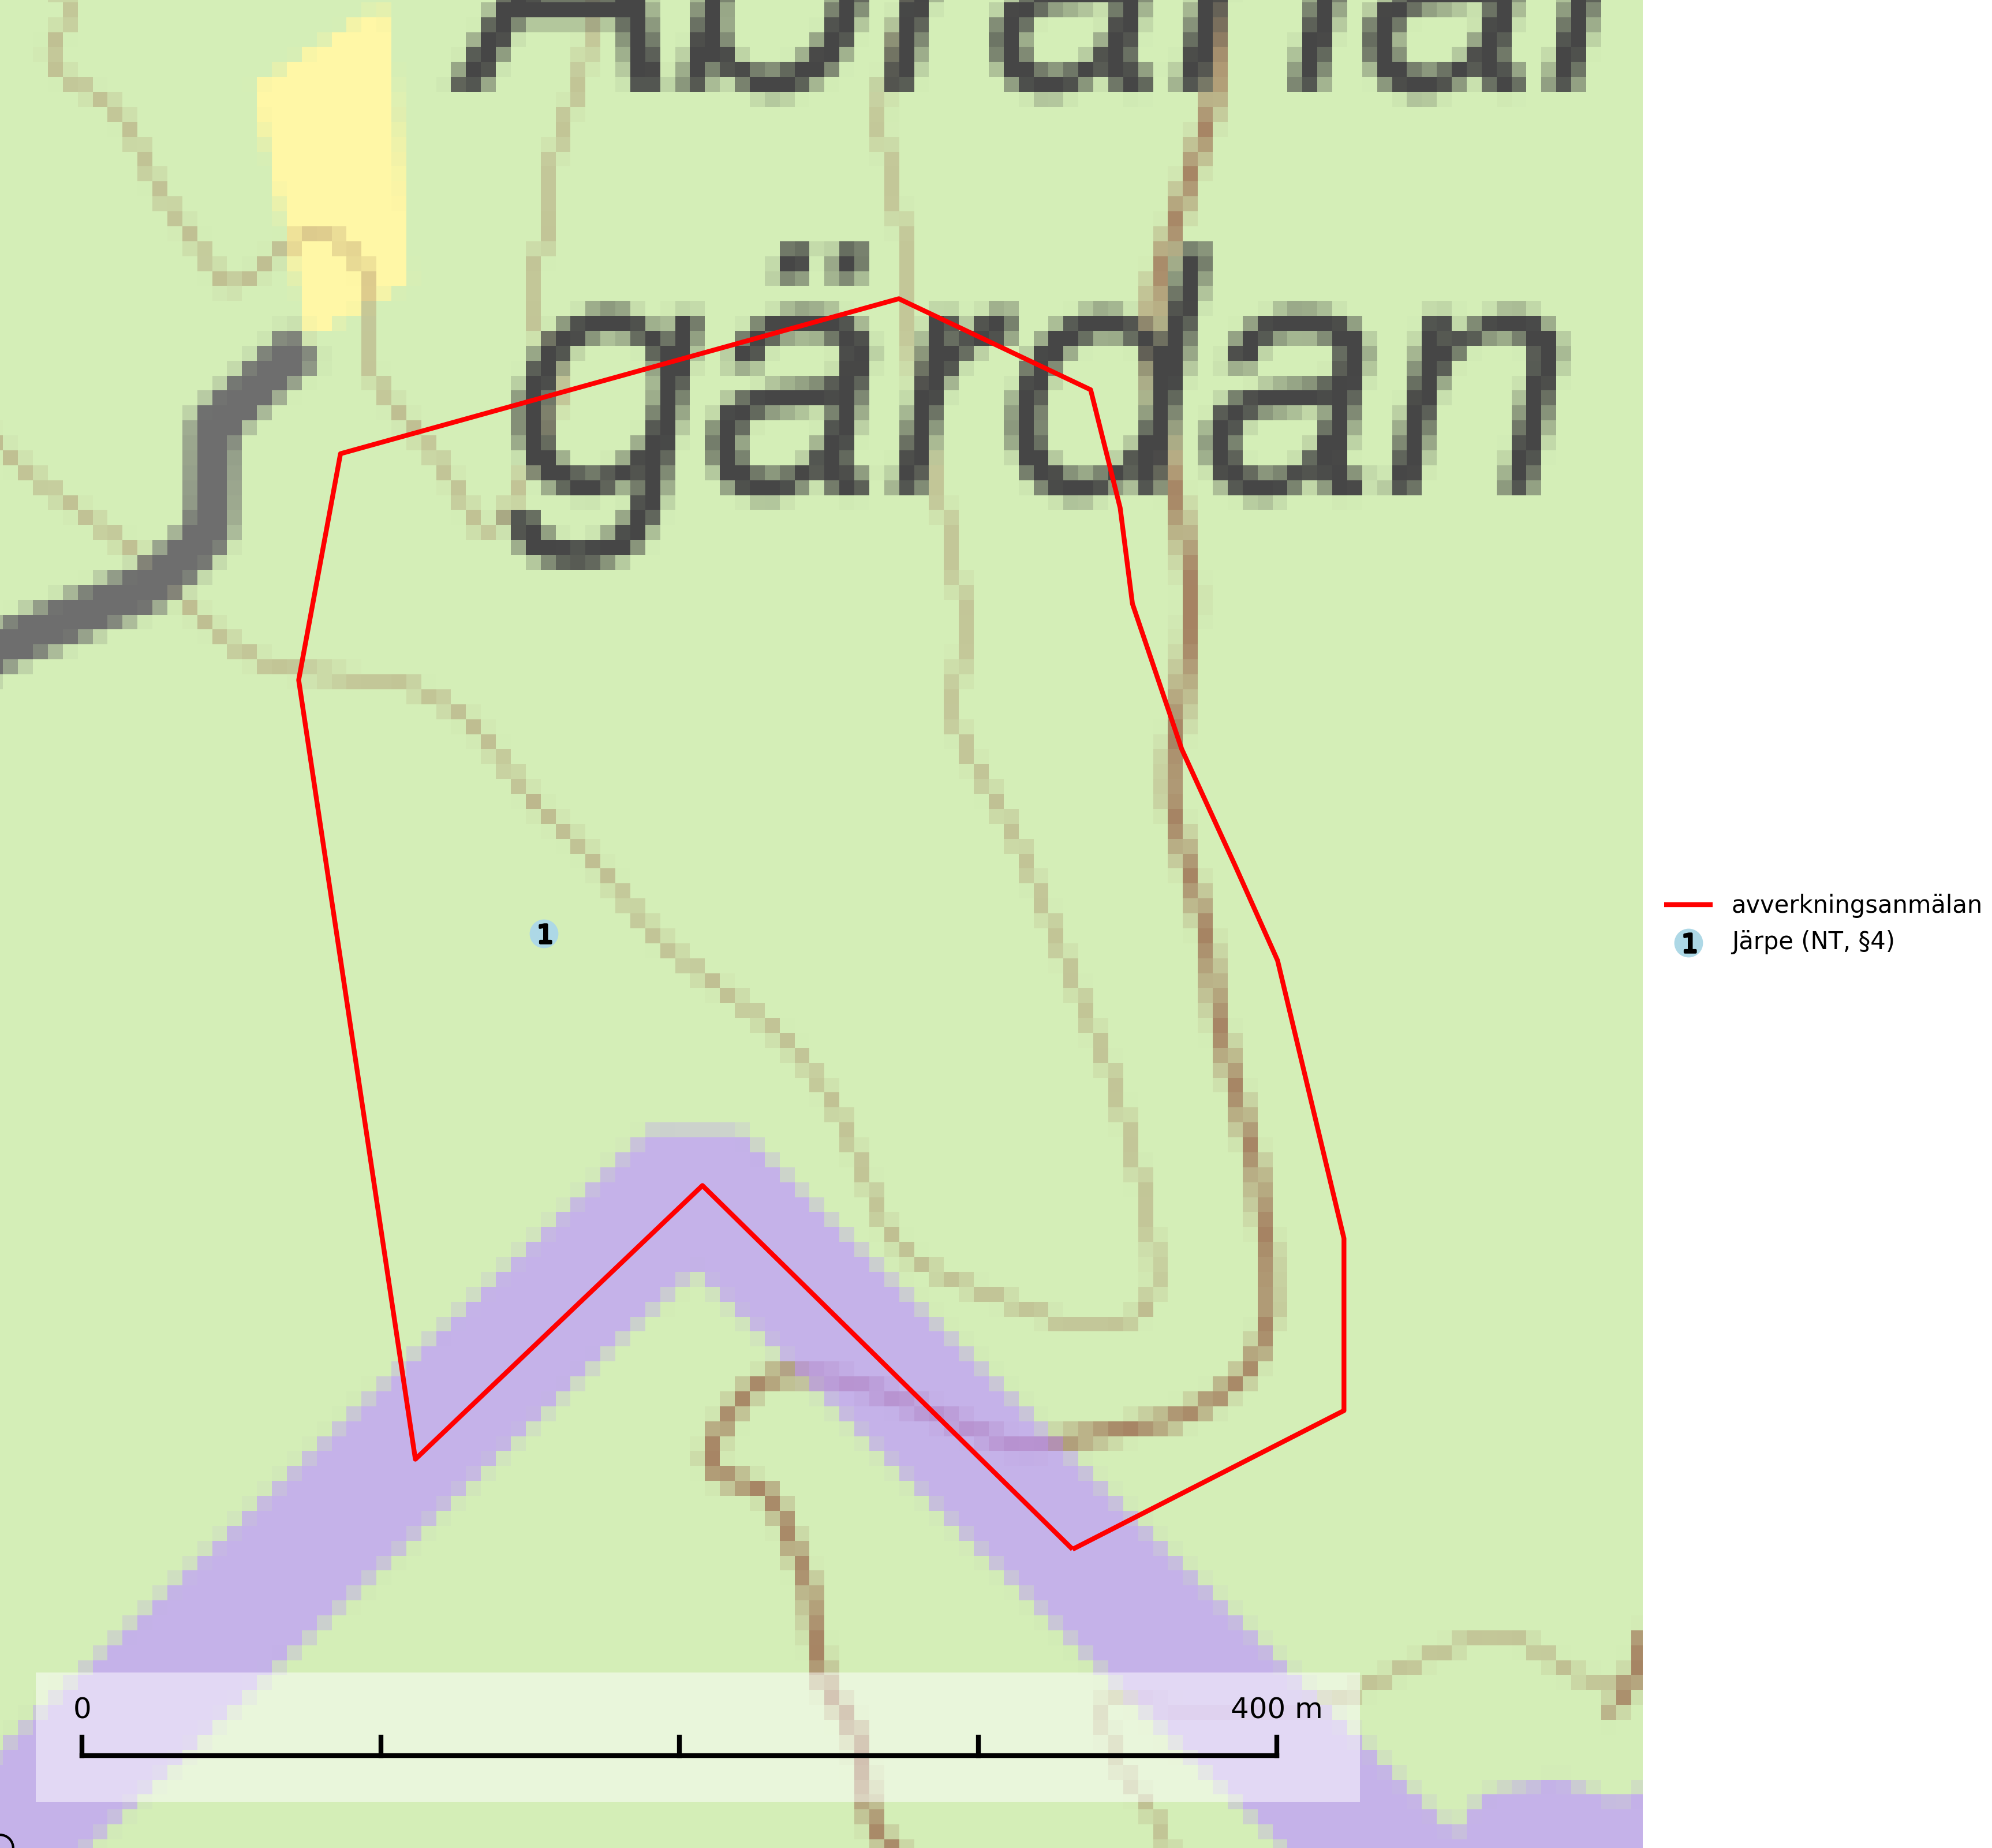 gärdan
avverkningsanmälan
1 Järpe (NT, §4)
1
0 400 m